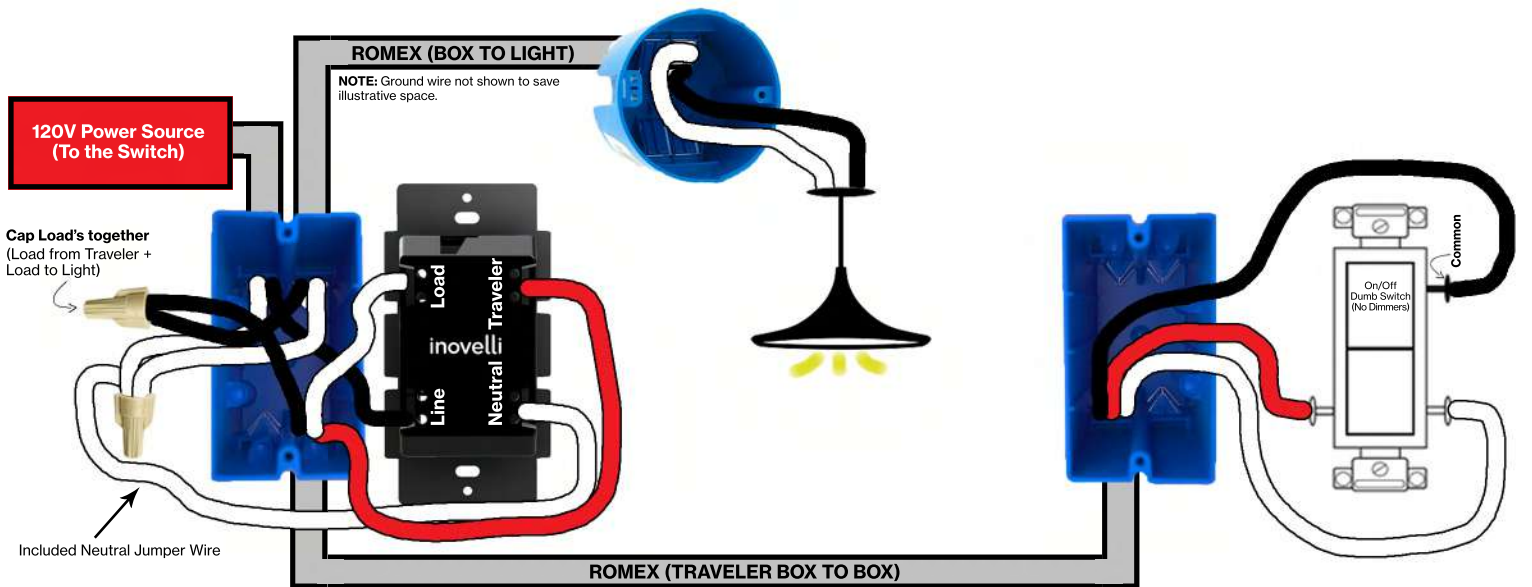 ROMEX (BOX TO LIGHT)
NOTE: Ground wire not shown to save
illustrative space.
120V Power Source
(To the Switch)
Cap Load's together
(Load from Traveler +
Load to Light)
Load
Traveler
inovelli
Line
Neutral
Common
On/Off
Dumb Switch
(No Dimmers)
Included Neutral Jumper Wire
ROMEX (TRAVELER BOX TO BOX)